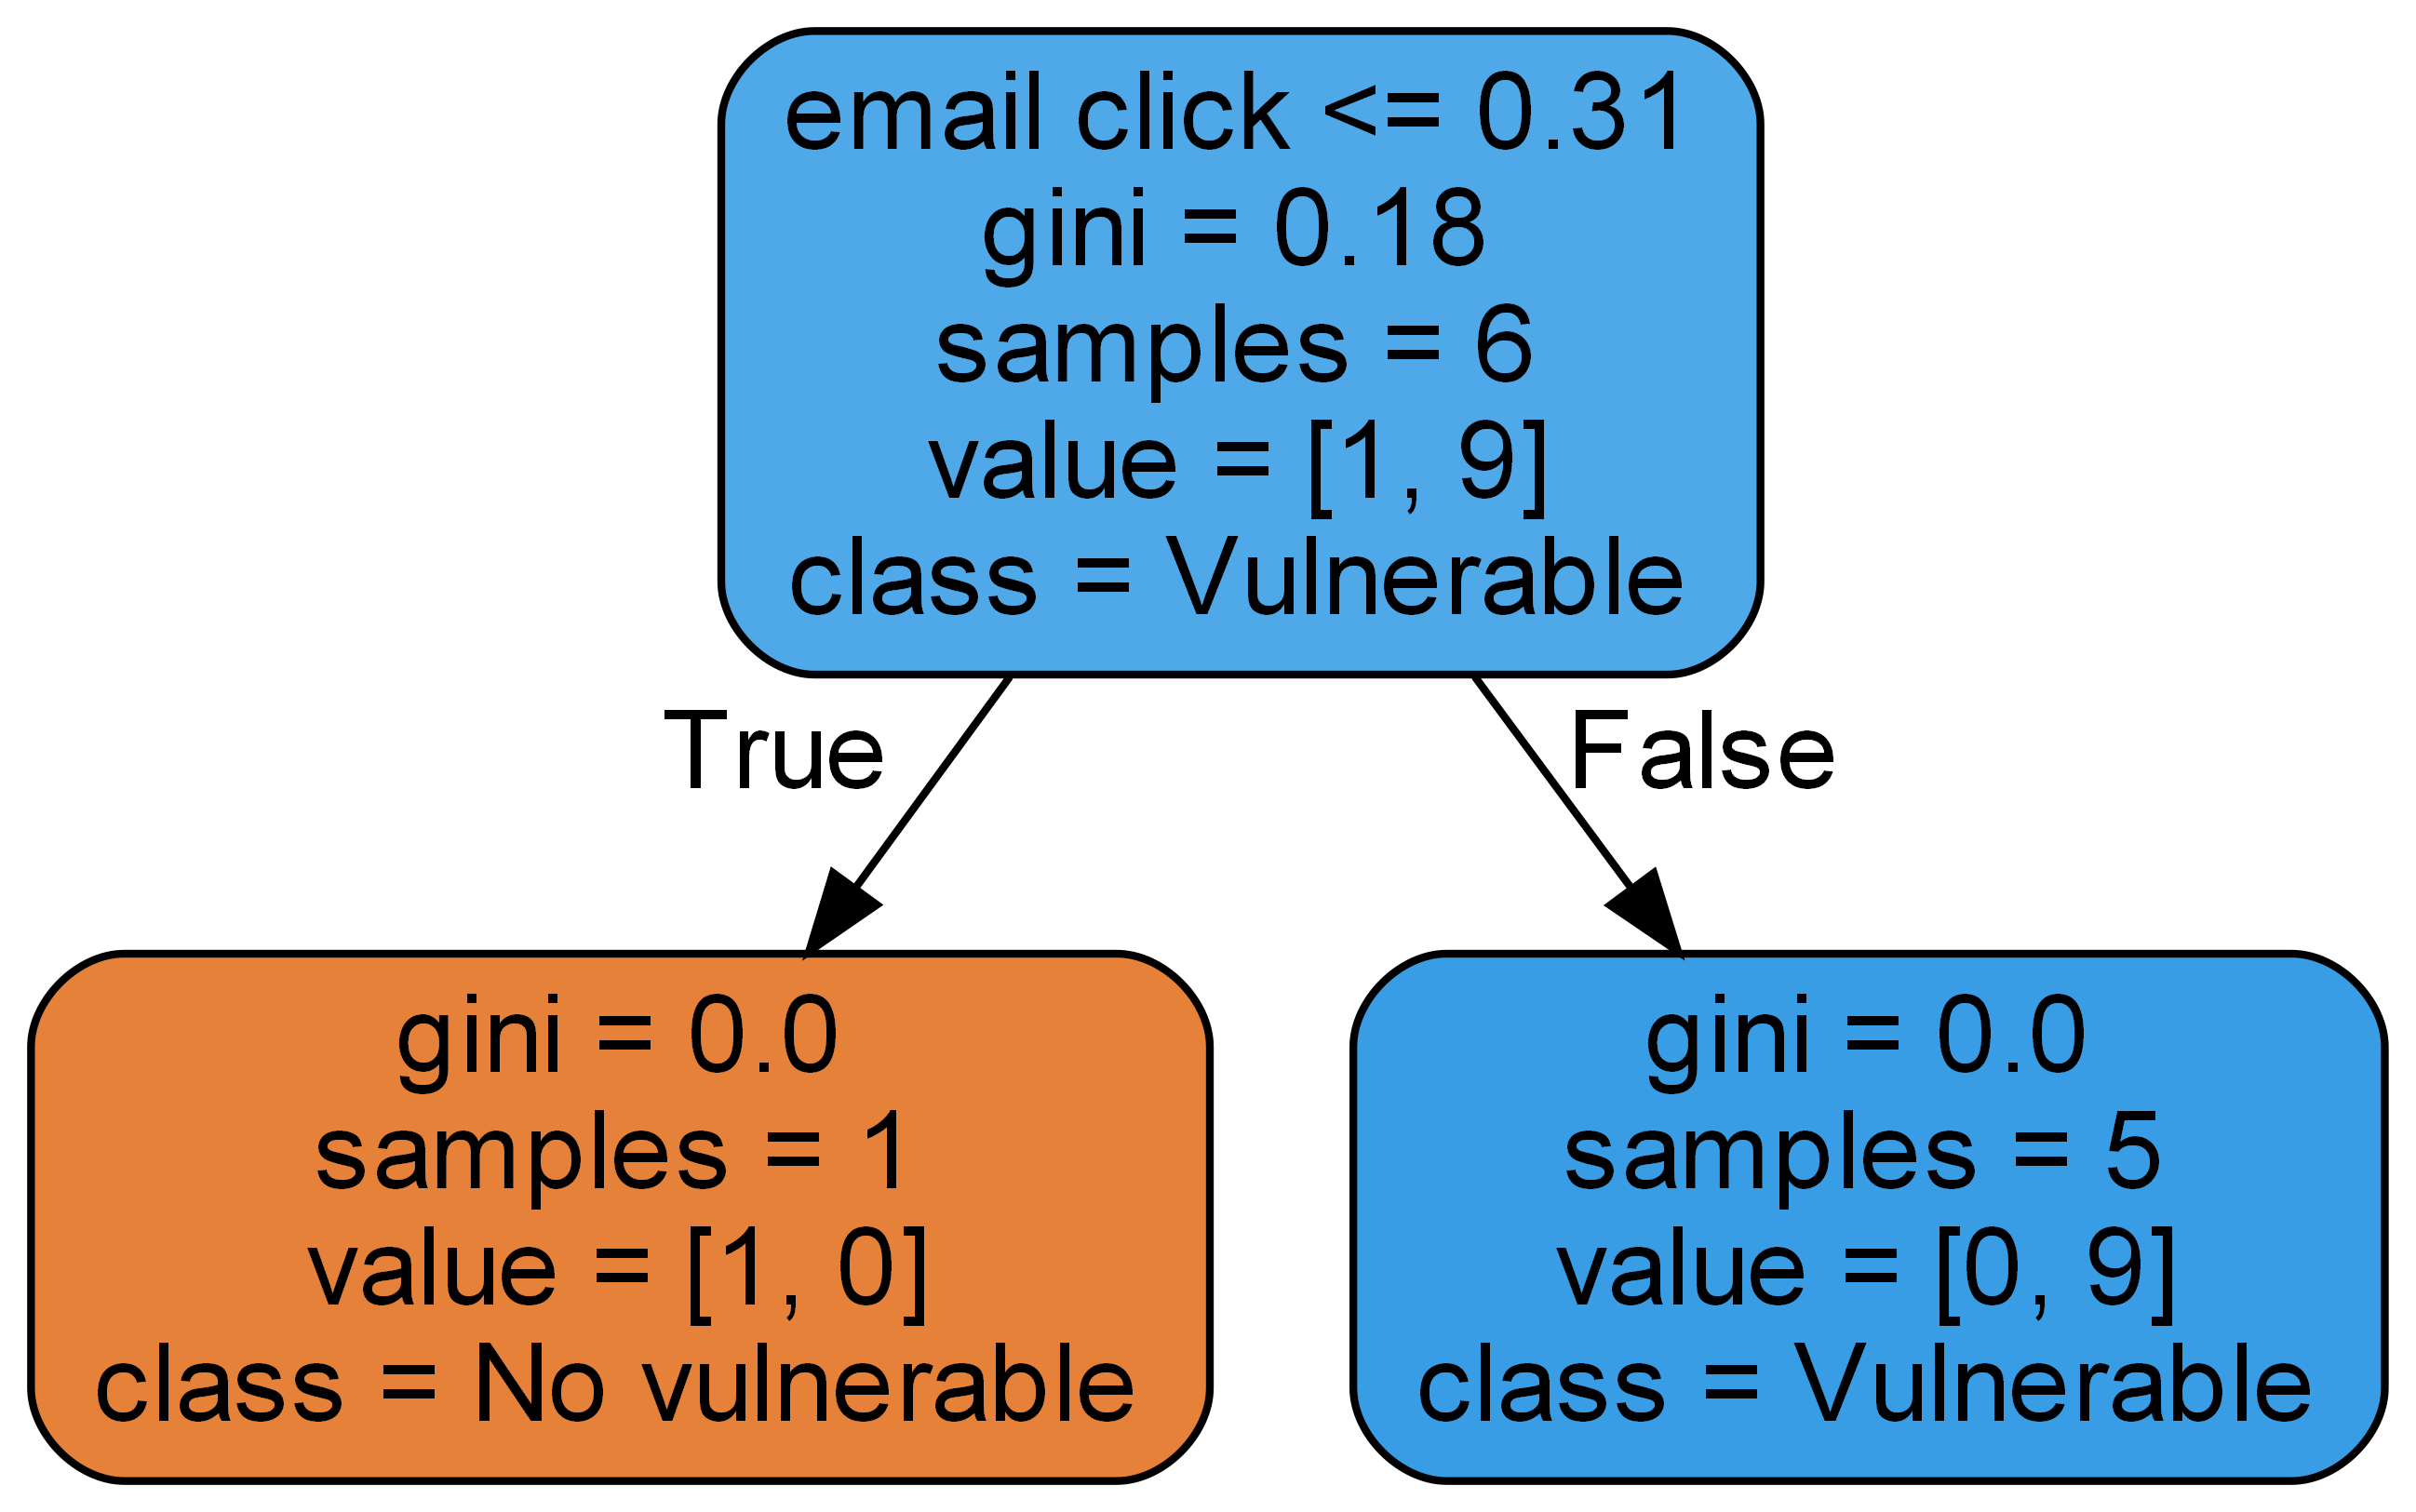 email click <= 0.31
gini = 0.18
samples = 6
value = [1, 9]
class = Vulnerable
True
False
gini = 0.0
samples = 1
value = [1, 0]
class = No vulnerable
gini = 0.0
samples = 5
value = [0, 9]
class = Vulnerable